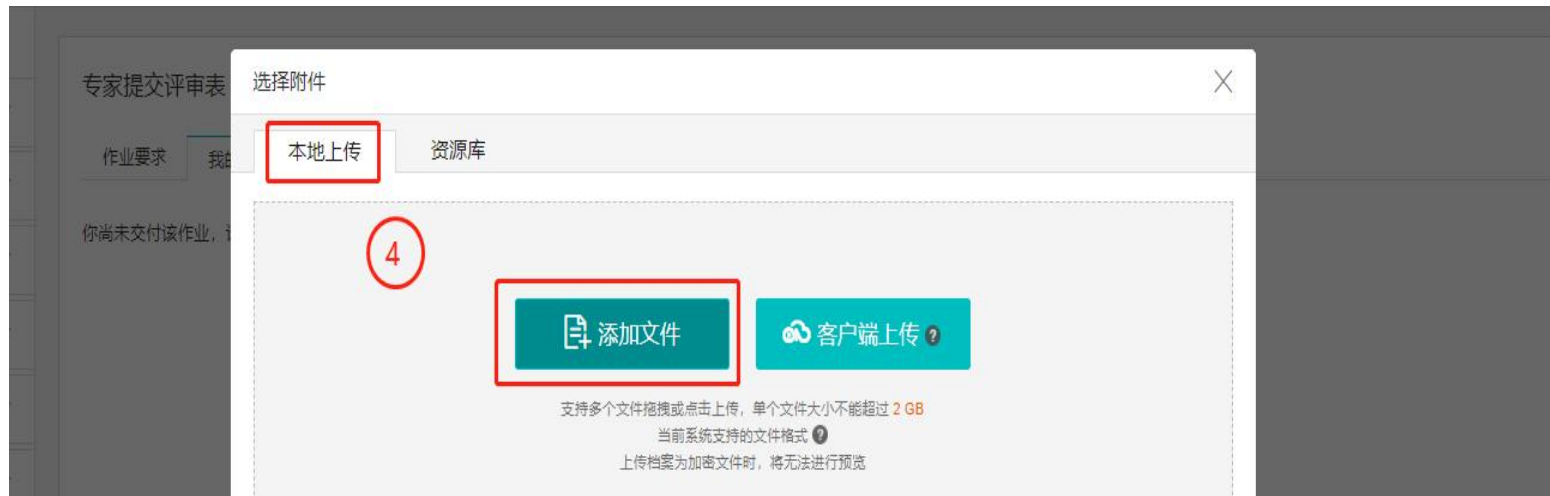 选择附件
专家提交评审表
本地上传
资源库
作业要求
我的
你尚未交付该作业,
4
添加文件
客户端上传 ?
支持多个文件拖拽或点击上传, 单个文件大小不能超过 2 GB
当前系统支持的文件格式 ?
上传档案为加密文件时, 将无法进行预览